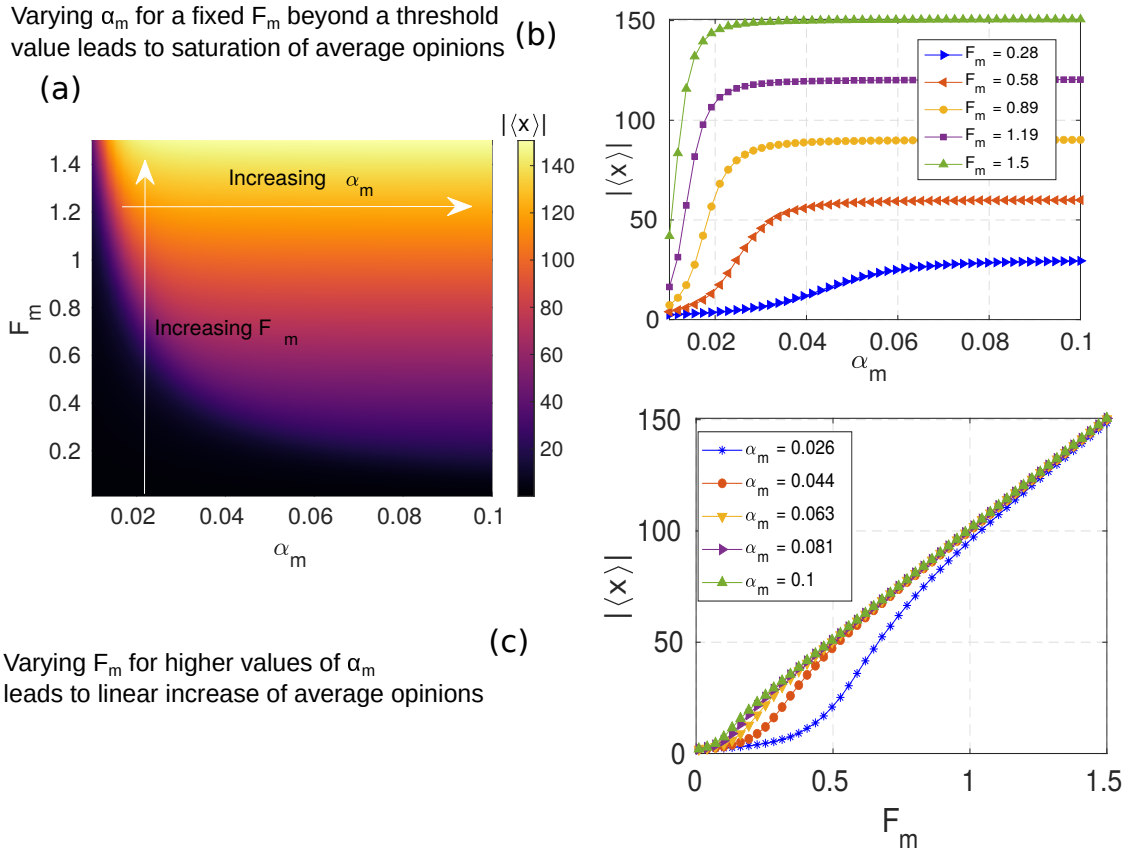 Varying α_m for a fixed F_m beyond a threshold
value leads to saturation of average opinions
(a)
|⟨x⟩|
1.4
1.2
1
0.8
0.6
0.4
0.2
F_m
Increasing α_m
Increasing F_m
0.02 0.04 0.06 0.08 0.1
α_m
140
120
100
80
60
40
20
(b)
150
100
50
0
|⟨x⟩|
F_m = 0.28
F_m = 0.58
F_m = 0.89
F_m = 1.19
F_m = 1.5
0.02 0.04 0.06 0.08 0.1
α_m
Varying F_m for higher values of α_m
leads to linear increase of average opinions
(c)
150
100
50
0
|⟨x⟩|
α_m = 0.026
α_m = 0.044
α_m = 0.063
α_m = 0.081
α_m = 0.1
0 0.5 1 1.5
F_m